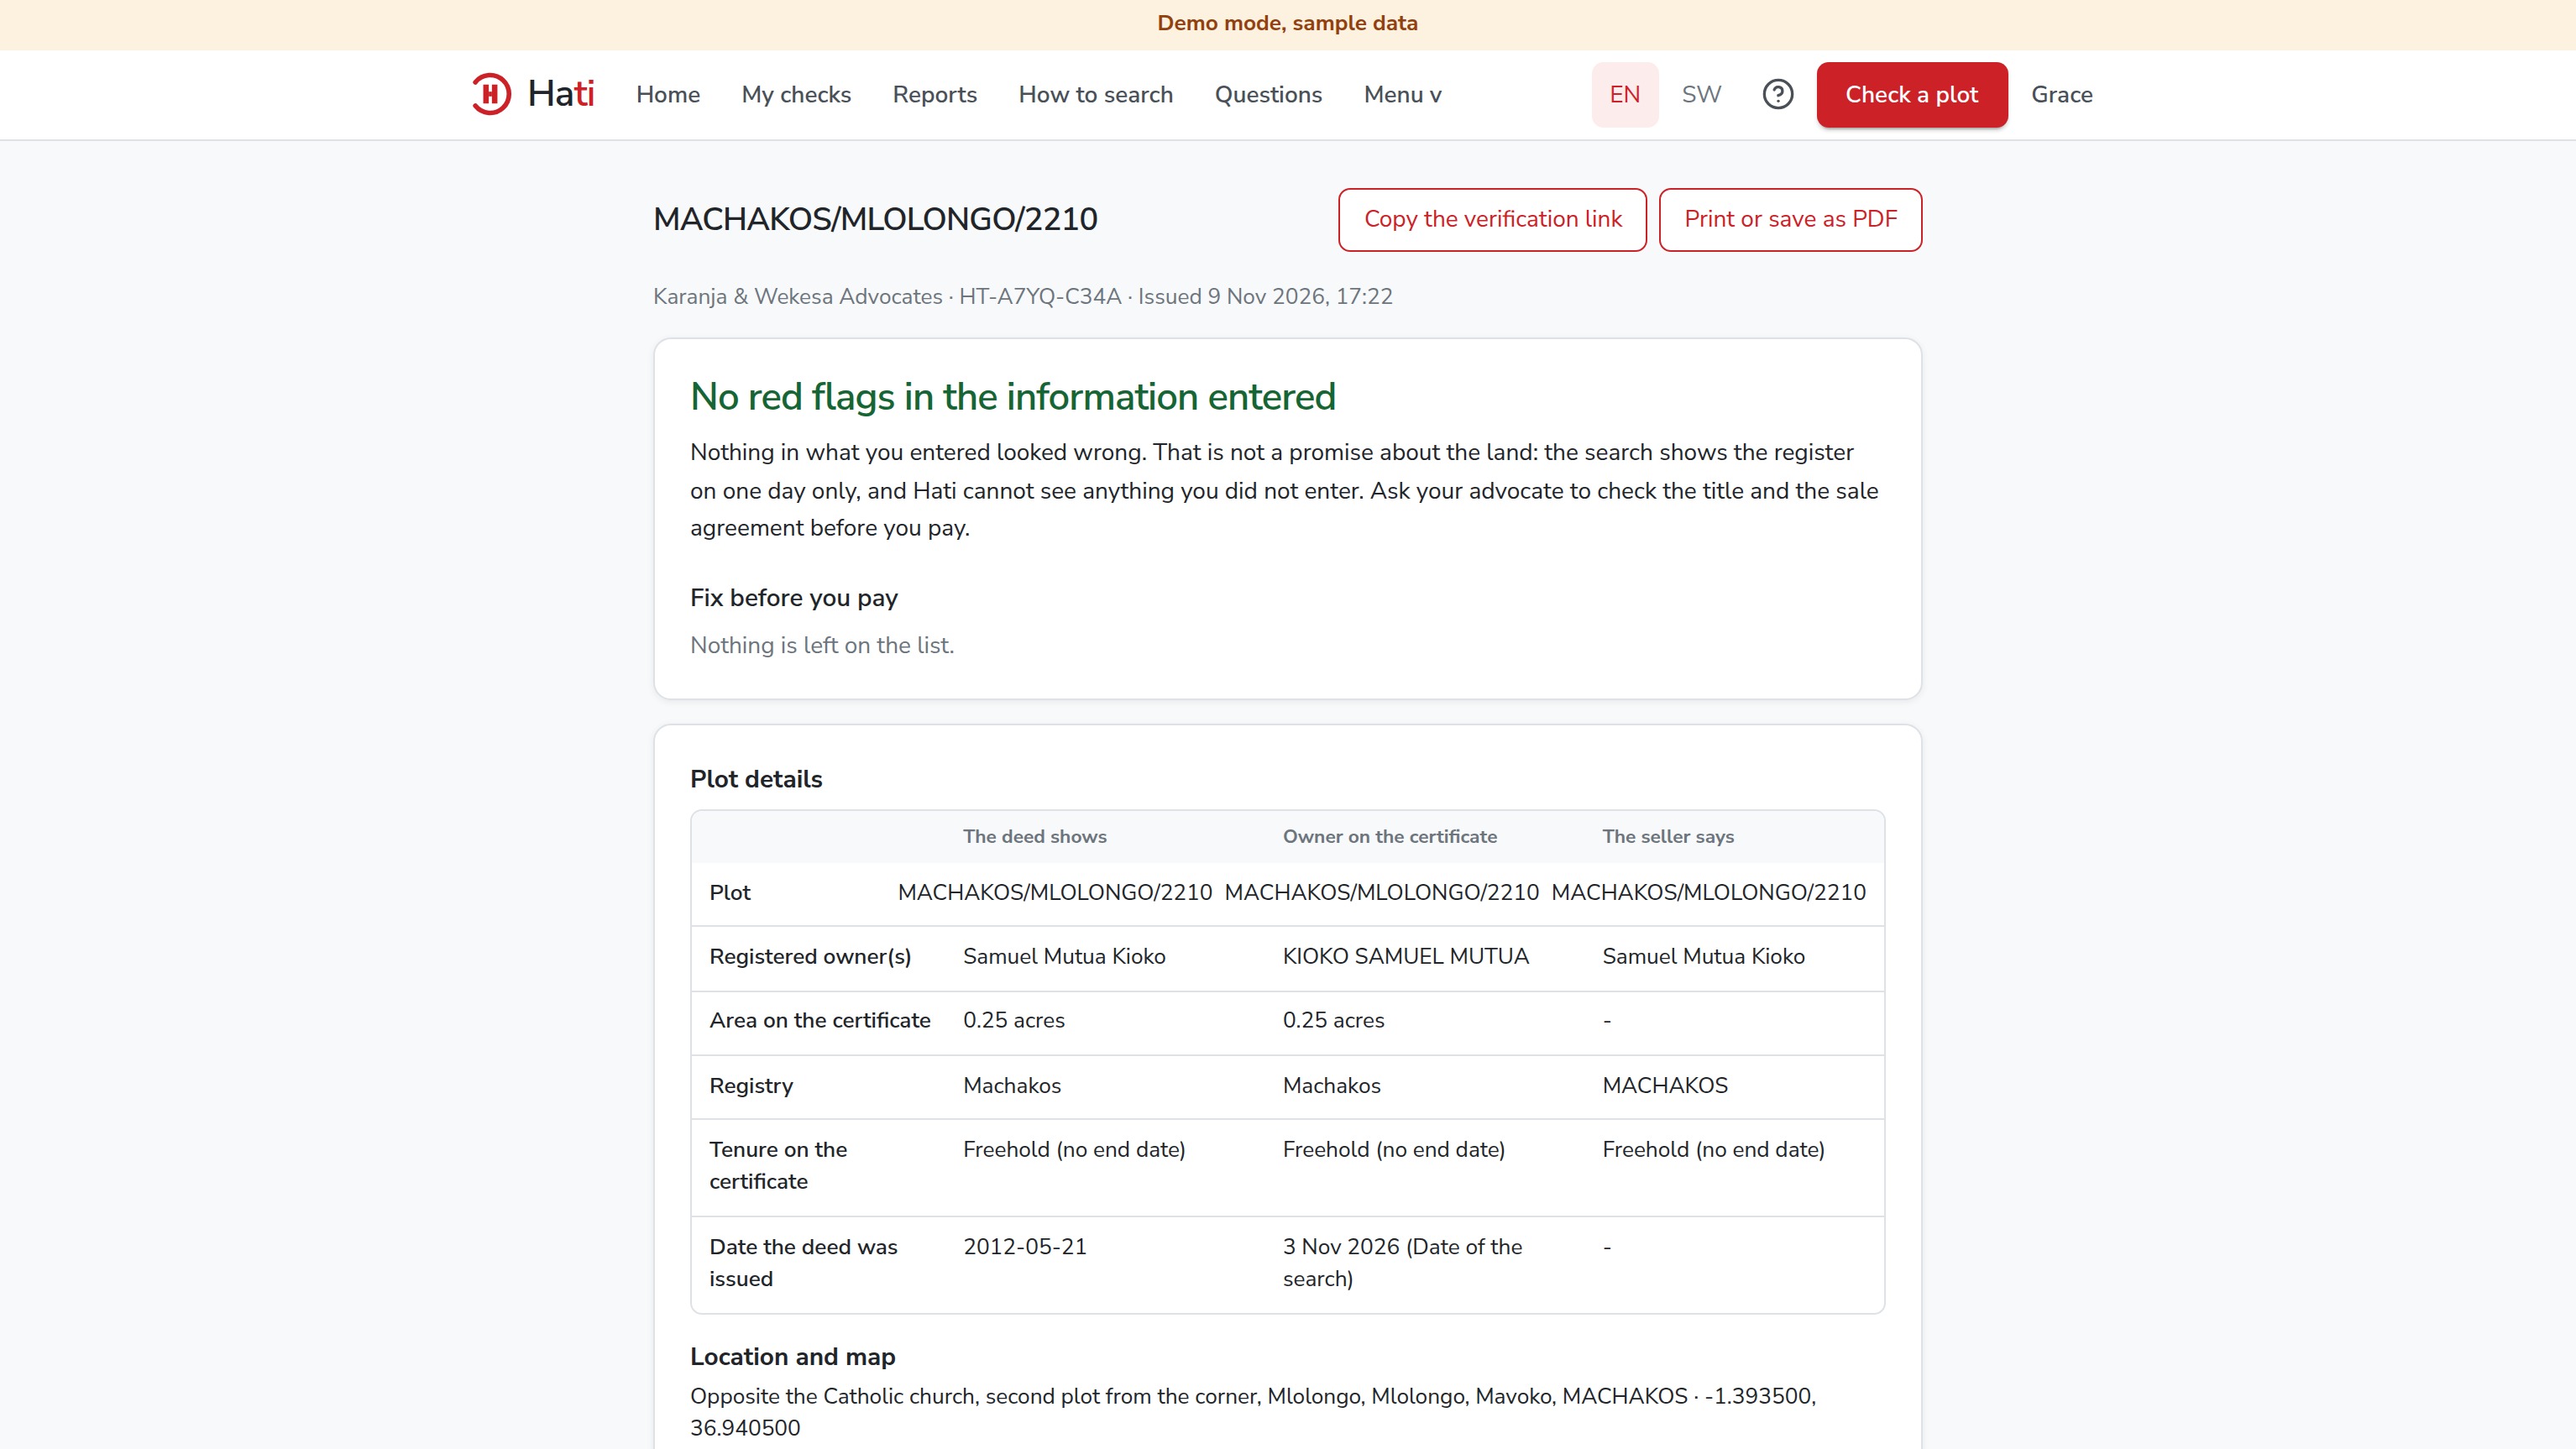 Demo mode, sample data
Hati Home My checks Reports How to search Questions Menu v EN SW ? Check a plot Grace
MACHAKOS/MLOLONGO/2210 Copy the verification link Print or save as PDF
Karanja & Wekesa Advocates · HT-A7YQ-C34A · Issued 9 Nov 2026, 17:22
No red flags in the information entered
Nothing in what you entered looked wrong. That is not a promise about the land: the search shows the register
on one day only, and Hati cannot see anything you did not enter. Ask your advocate to check the title and the sale
agreement before you pay.
Fix before you pay
Nothing is left on the list.
Plot details
The deed shows Owner on the certificate The seller says
Plot MACHAKOS/MLOLONGO/2210 MACHAKOS/MLOLONGO/2210 MACHAKOS/MLOLONGO/2210
Registered owner(s) Samuel Mutua Kioko KIOKO SAMUEL MUTUA Samuel Mutua Kioko
Area on the certificate 0.25 acres 0.25 acres -
Registry Machakos Machakos MACHAKOS
Tenure on the Freehold (no end date) Freehold (no end date) Freehold (no end date)
certificate
Date the deed was 2012-05-21 3 Nov 2026 (Date of the -
issued search)
Location and map
Opposite the Catholic church, second plot from the corner, Mlolongo, Mlolongo, Mavoko, MACHAKOS · -1.393500,
36.940500